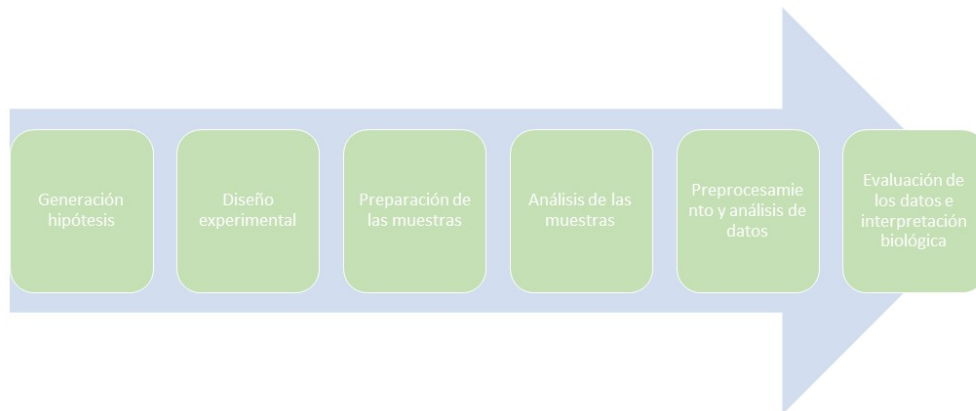 Generación
hipótesis
Diseño
experimental
Preparación de
las muestras
Análisis de las
muestras
Preprocesamie
nto y análisis de
datos
Evaluación de
los datos e
interpretación
biológica